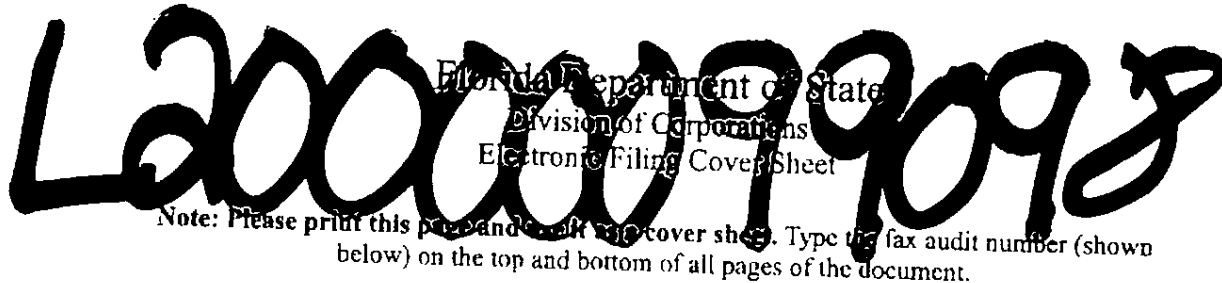 L20000099098
Florida Department of State
Division of Corporations
Electronic Filing Cover Sheet
Note: Please print this page and use it as a cover sheet. Type the fax audit number (shown
below) on the top and bottom of all pages of the document.